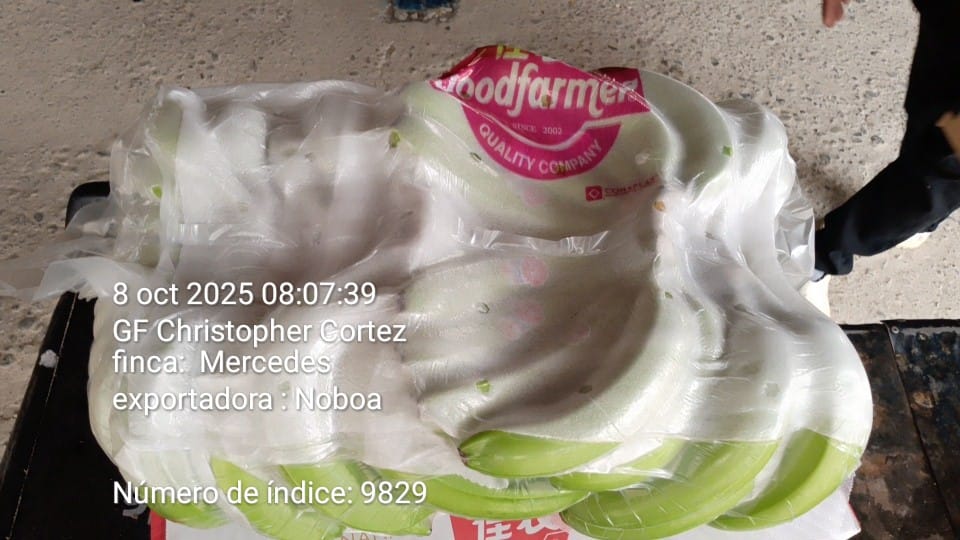 Goodfarmer
SINCE 2002
QUALITY COMPANY
8 oct 2025 08:07:39
GF Christopher Cortez
finca: Mercedes
exportadora : Noboa
Número de índice: 9829